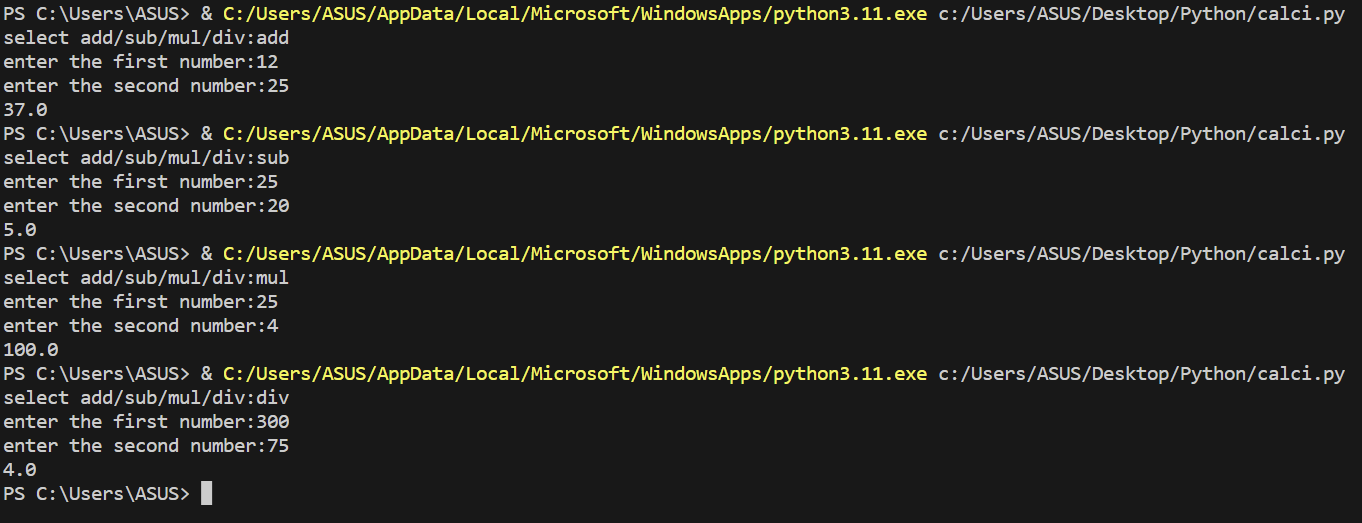 PS C:\Users\ASUS> & C:/Users/ASUS/AppData/Local/Microsoft/WindowsApps/python3.11.exe c:/Users/ASUS/Desktop/Python/calci.py
select add/sub/mul/div:add
enter the first number:12
enter the second number:25
37.0
PS C:\Users\ASUS> & C:/Users/ASUS/AppData/Local/Microsoft/WindowsApps/python3.11.exe c:/Users/ASUS/Desktop/Python/calci.py
select add/sub/mul/div:sub
enter the first number:25
enter the second number:20
5.0
PS C:\Users\ASUS> & C:/Users/ASUS/AppData/Local/Microsoft/WindowsApps/python3.11.exe c:/Users/ASUS/Desktop/Python/calci.py
select add/sub/mul/div:mul
enter the first number:25
enter the second number:4
100.0
PS C:\Users\ASUS> & C:/Users/ASUS/AppData/Local/Microsoft/WindowsApps/python3.11.exe c:/Users/ASUS/Desktop/Python/calci.py
select add/sub/mul/div:div
enter the first number:300
enter the second number:75
4.0
PS C:\Users\ASUS>